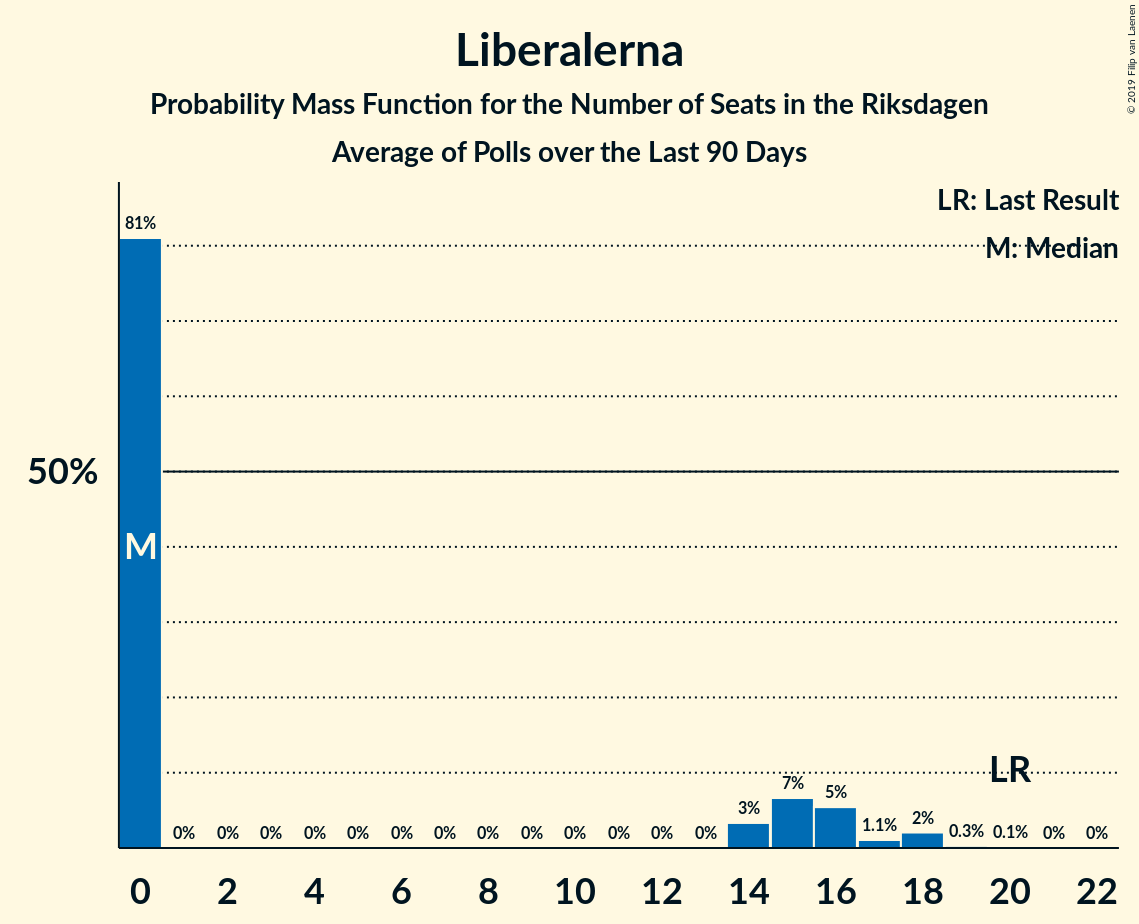 Liberalerna
Probability Mass Function for the Number of Seats in the Riksdagen
Average of Polls over the Last 90 Days
© 2019 Filip van Laenen
LR: Last Result
M: Median
81%
50%
M
LR
0% 0% 0% 0% 0% 0% 0% 0% 0% 0% 0% 0% 0% 3% 7% 5% 1.1% 2% 0.3% 0.1% 0% 0%
0 2 4 6 8 10 12 14 16 18 20 22